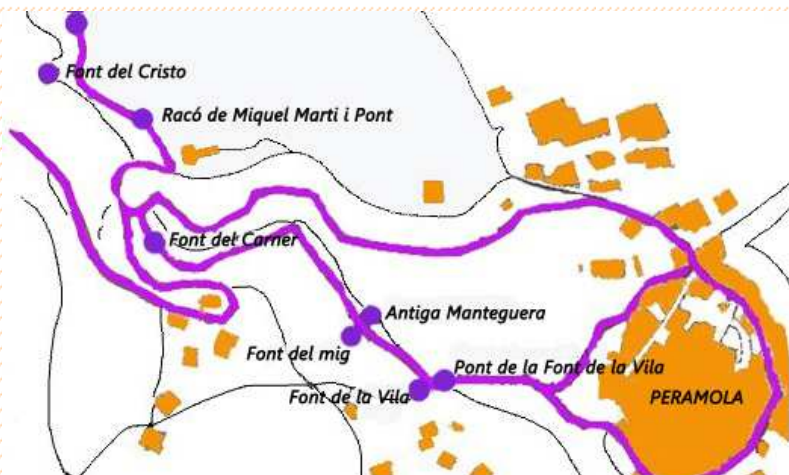 Font del Cristo
Racó de Miquel Marti i Pont
Font del Carner
Antiga Manteguera
Font del mig
Pont de la Font de la Vila
Font de la Vila
PERAMOLA